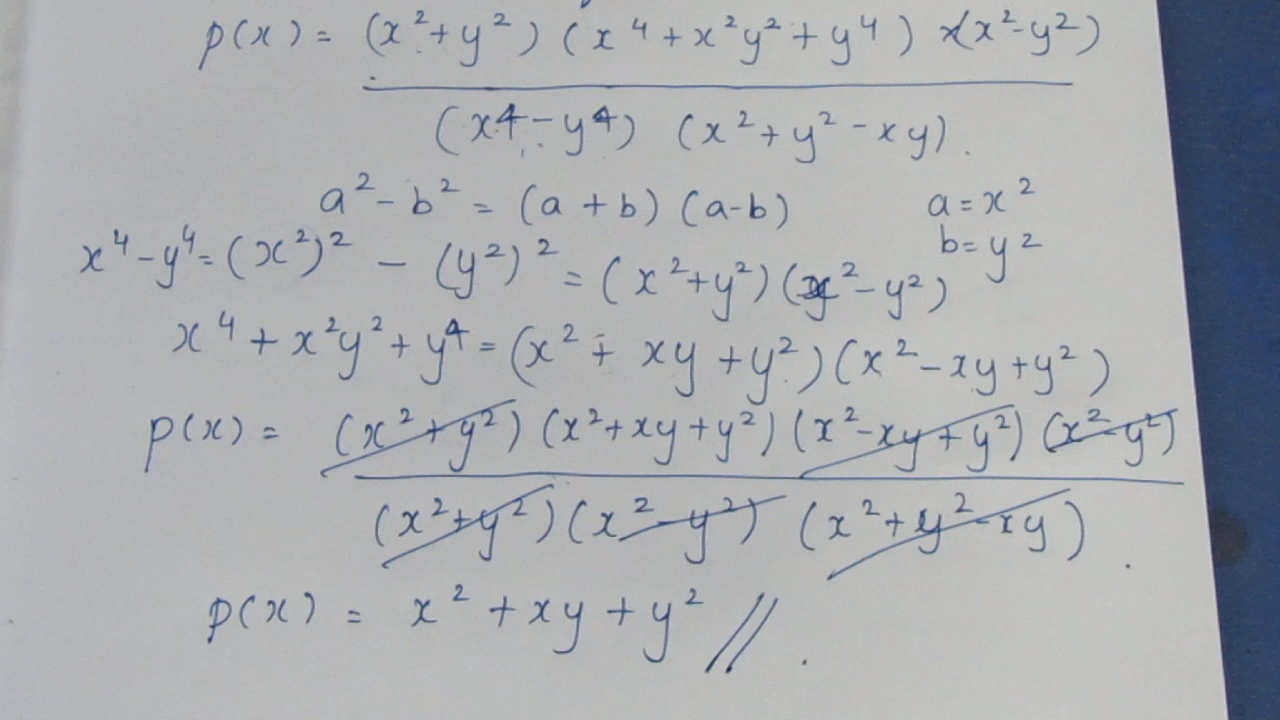 p(x) = (x²+y²) (x⁴+x²y²+y⁴) × (x²-y²)
(x⁴-y⁴) (x²+y²-xy).
a²-b² = (a+b) (a-b) a=x²
b=y²
x⁴-y⁴=(x²)² - (y²)² = (x²+y²) (x²-y²)
x⁴+x²y²+y⁴=(x²+xy+y²)(x²-xy+y²)
p(x) = (x²+y²) (x²+xy+y²) (x²-xy+y²) (x²-y²)
(x²+y²) (x²-y²) (x²+y²-xy).
p(x) = x²+xy+y² //.